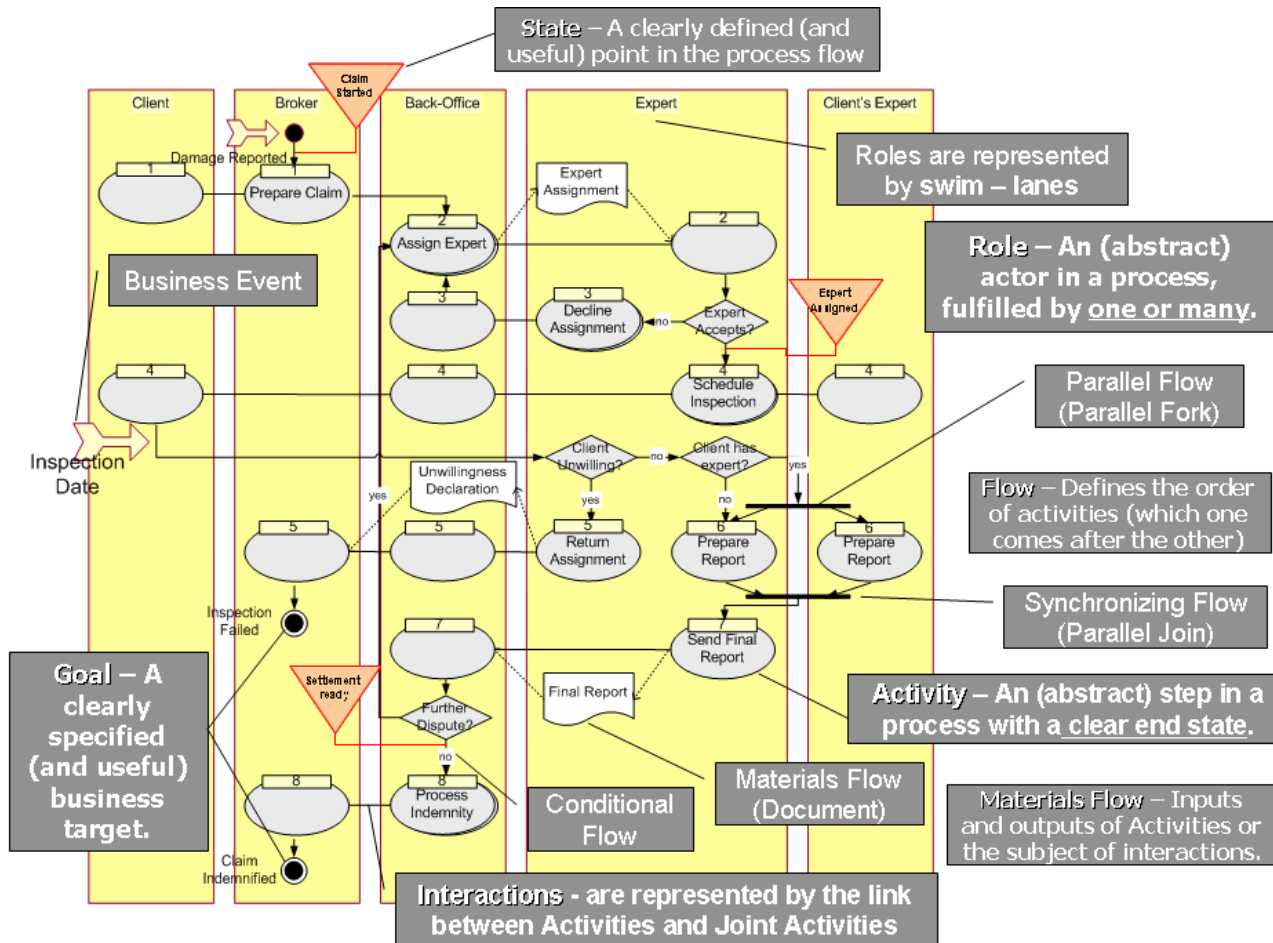 State – A clearly defined (and
useful) point in the process flow
Claim
Started
Client
Broker
Back-Office
Expert
Client's Expert
Damage Reported
1
1
Prepare Claim
Expert
Assignment
Roles are represented
by swim – lanes
2
Assign Expert
2
Role – An (abstract)
actor in a process,
fulfilled by one or many.
Business Event
3
3
Decline
Assignment
no
Expert
Accepts?
Expert
Assigned
4
4
4
Schedule
Inspection
4
Parallel Flow
(Parallel Fork)
Inspection
Date
Client
Unwilling?
no
Client has
expert?
yes
Unwillingness
Declaration
yes
yes
no
Flow – Defines the order
of activities (which one
comes after the other)
5
5
5
Return
Assignment
6
Prepare
Report
6
Prepare
Report
Synchronizing Flow
(Parallel Join)
Inspection
Failed
7
7
Send Final
Report
Goal – A
clearly
specified
(and useful)
business
target.
Settlement
ready
Further
Dispute?
no
Final Report
Activity – An (abstract) step in a
process with a clear end state.
8
8
Process
Indemnity
Conditional
Flow
Materials Flow
(Document)
Materials Flow – Inputs
and outputs of Activities or
the subject of interactions.
Claim
Indemnified
Interactions - are represented by the link
between Activities and Joint Activities